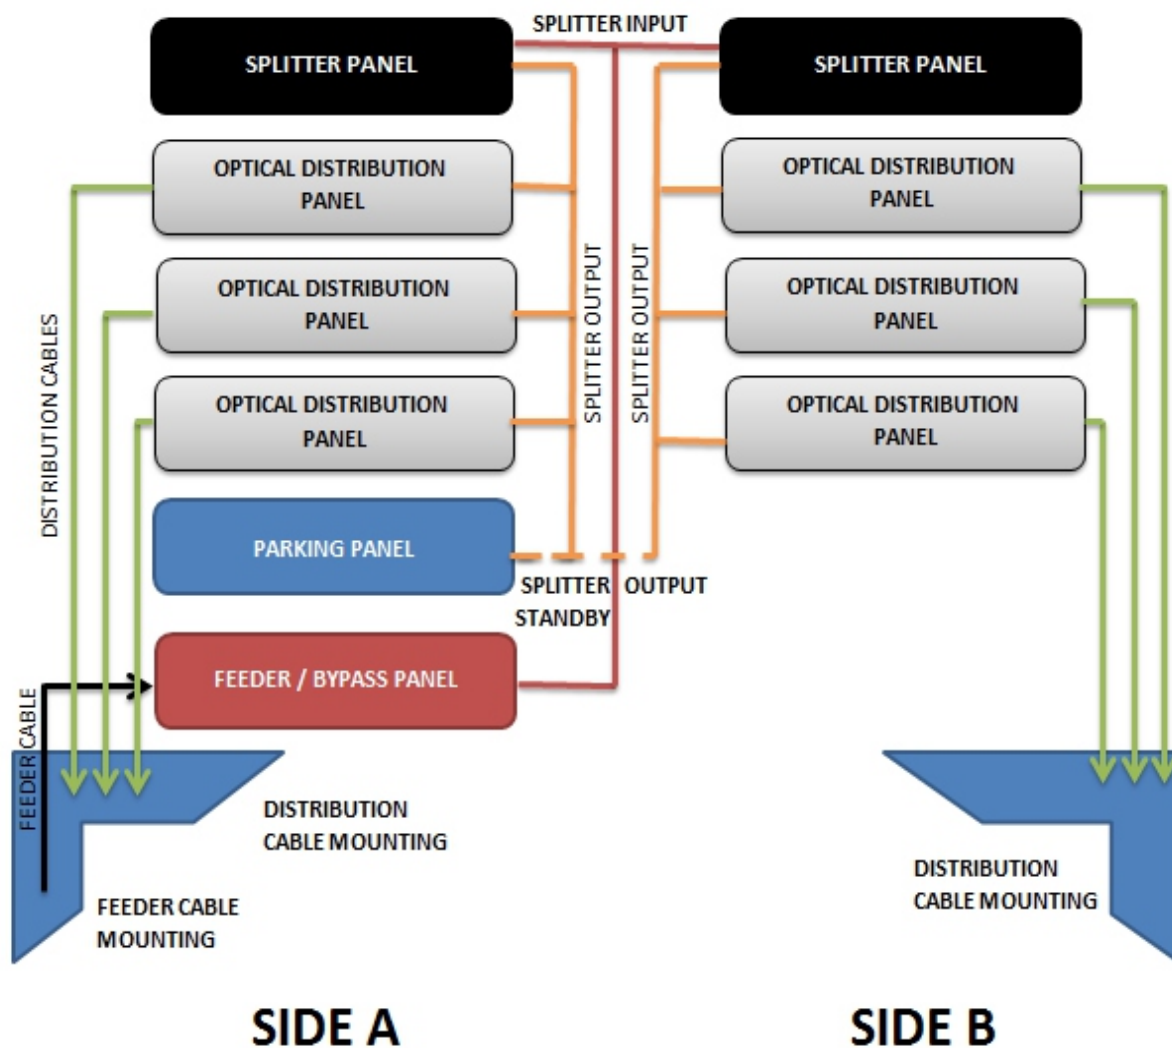 SPLITTER INPUT
SPLITTER PANEL
SPLITTER PANEL
OPTICAL DISTRIBUTION
PANEL
OPTICAL DISTRIBUTION
PANEL
OPTICAL DISTRIBUTION
PANEL
OPTICAL DISTRIBUTION
PANEL
OPTICAL DISTRIBUTION
PANEL
OPTICAL DISTRIBUTION
PANEL
DISTRIBUTION CABLES
SPLITTER OUTPUT
SPLITTER OUTPUT
PARKING PANEL
SPLITTER OUTPUT
STANDBY
FEEDER / BYPASS PANEL
FEEDER CABLE
DISTRIBUTION
CABLE MOUNTING
FEEDER CABLE
MOUNTING
DISTRIBUTION
CABLE MOUNTING
SIDE A
SIDE B